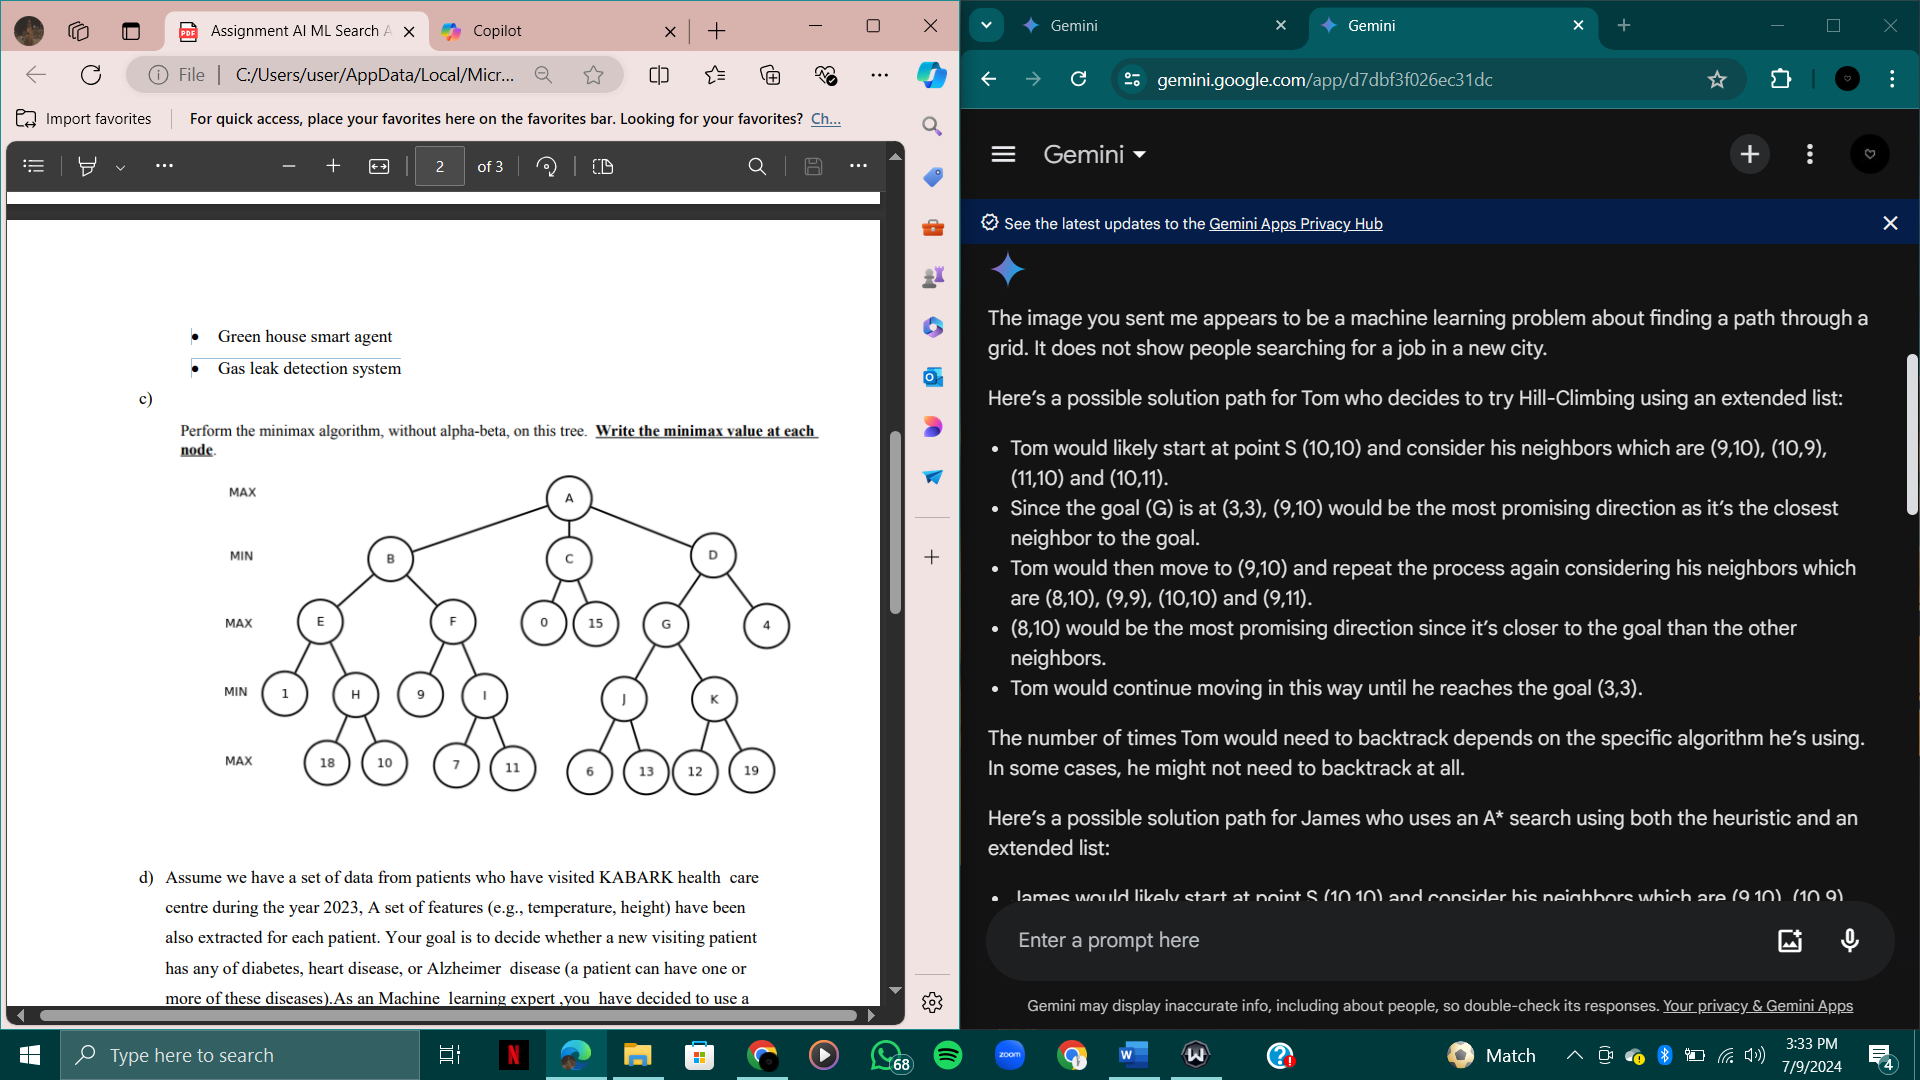 Assignment AI ML Search A
Copilot
File
C:/Users/user/AppData/Local/Micr...
Import favorites
For quick access, place your favorites here on the favorites bar. Looking for your favorites? Ch...
2 of 3
Green house smart agent
Gas leak detection system
c)
Perform the minimax algorithm, without alpha-beta, on this tree. Write the minimax value at each
node.
MAX
A
MIN
B
C
D
MAX
E
F
0
15
G
4
MIN
1
H
9
I
J
K
MAX
18
10
7
11
6
13
12
19
d) Assume we have a set of data from patients who have visited KABARK health care
centre during the year 2023, A set of features (e.g., temperature, height) have been
also extracted for each patient. Your goal is to decide whether a new visiting patient
has any of diabetes, heart disease, or Alzheimer disease (a patient can have one or
more of these diseases).As an Machine learning expert ,you have decided to use a
Gemini
Gemini
gemini.google.com/app/d7dbf3f026ec31dc
Gemini
See the latest updates to the Gemini Apps Privacy Hub
The image you sent me appears to be a machine learning problem about finding a path through a
grid. It does not show people searching for a job in a new city.
Here's a possible solution path for Tom who decides to try Hill-Climbing using an extended list:
Tom would likely start at point S (10,10) and consider his neighbors which are (9,10), (10,9),
(11,10) and (10,11).
Since the goal (G) is at (3,3), (9,10) would be the most promising direction as it's the closest
neighbor to the goal.
Tom would then move to (9,10) and repeat the process again considering his neighbors which
are (8,10), (9,9), (10,10) and (9,11).
(8,10) would be the most promising direction since it's closer to the goal than the other
neighbors.
Tom would continue moving in this way until he reaches the goal (3,3).
The number of times Tom would need to backtrack depends on the specific algorithm he's using.
In some cases, he might not need to backtrack at all.
Here's a possible solution path for James who uses an A* search using both the heuristic and an
extended list:
James would likely start at point S (10,10) and consider his neighbors which are (9,10), (10,9)
Enter a prompt here
Gemini may display inaccurate info, including about people, so double-check its responses. Your privacy & Gemini Apps
Type here to search
68
zoom
Match
3:33 PM
7/9/2024
4